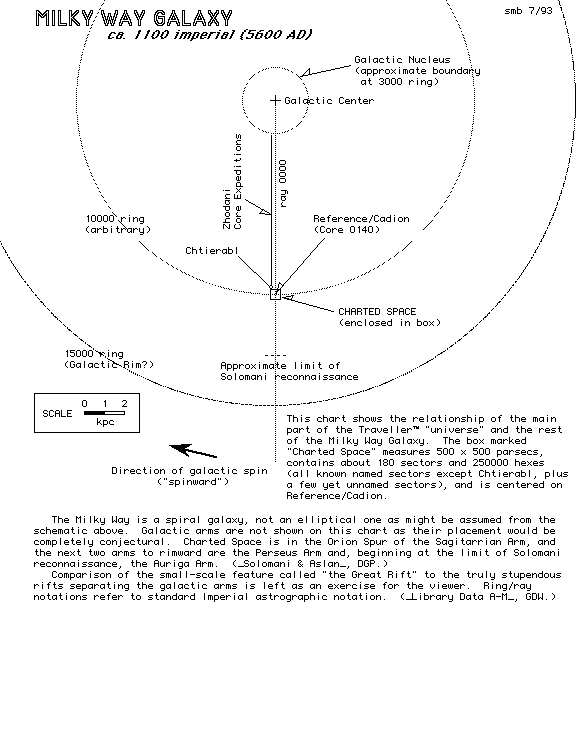 MILKY WAY GALAXY
ca. 1100 imperial (5600 AD)
smb 7/93
Galactic Nucleus
(approximate boundary
at 3000 ring)
Galactic Center
Zhodani
Core Expeditions
ray 0000
10000 ring
(arbitrary)
Reference/Cadion
(Core 0140)
Chtierabl
CHARTED SPACE
(enclosed in box)
15000 ring
(Galactic Rim?)
Approximate limit of
Solomani reconnaissance
SCALE
0 1 2
kpc
Direction of galactic spin
("spinward")
This chart shows the relationship of the main
part of the Traveller™ "universe" and the rest
of the Milky Way Galaxy. The box marked
"Charted Space" measures 500 x 500 parsecs,
contains about 180 sectors and 250000 hexes
(all known named sectors except Chtierabl, plus
a few yet unnamed sectors), and is centered on
Reference/Cadion.
The Milky Way is a spiral galaxy, not an elliptical one as might be assumed from the
schematic above. Galactic arms are not shown on this chart as their placement would be
completely conjectural. Charted Space is in the Orion Spur of the Sagitarrian Arm, and
the next two arms to rimward are the Perseus Arm and, beginning at the limit of Solomani
reconnaissance, the Auriga Arm. (_Solomani & Aslan_, DGP.)
Comparison of the small-scale feature called "the Great Rift" to the truly stupendous
rifts separating the galactic arms is left as an exercise for the viewer. Ring/ray
notations refer to standard Imperial astrographic notation. (_Library Data A-M_, GDW.)